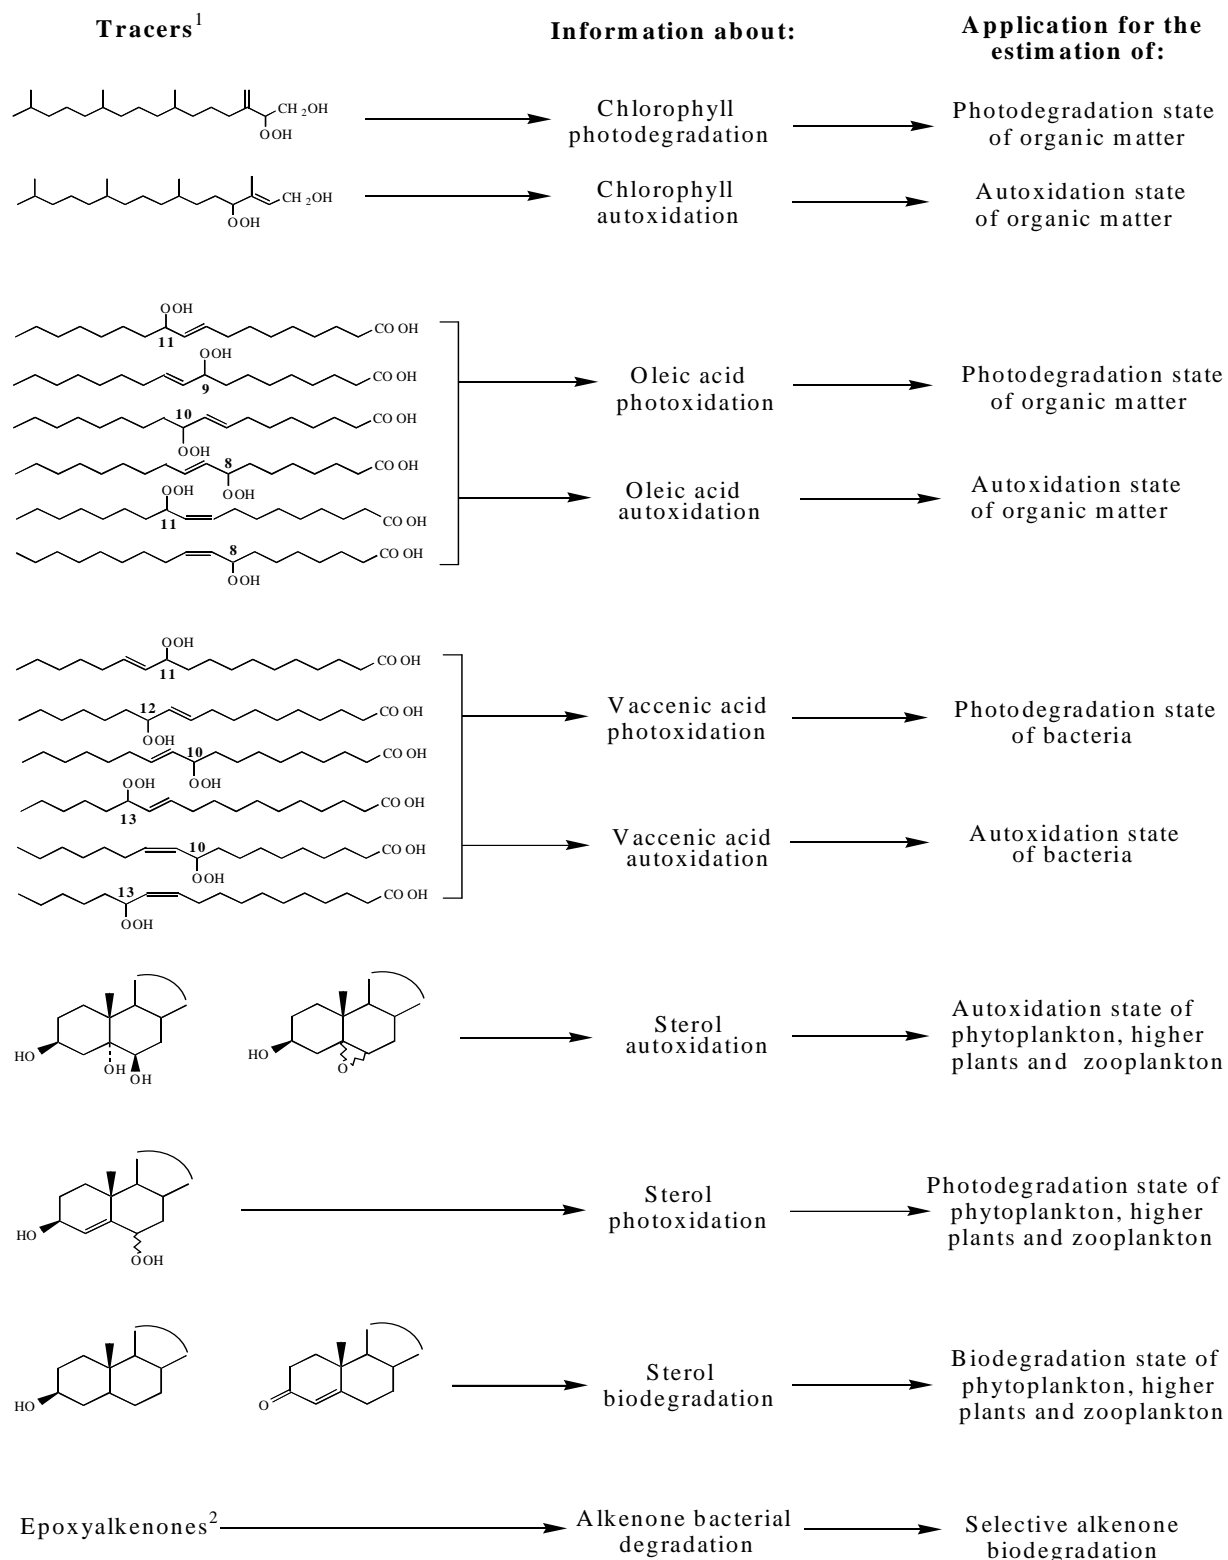 Tracers1
Information about:
Application for the
estimation of:
CH2OH
OOH
Chlorophyll
photodegradation
Photodegradation state
of organic matter
CH2OH
OOH
Chlorophyll
autoxidation
Autoxidation state
of organic matter
OOH
COOH
11
OOH
COOH
9
10
COOH
OOH
8
COOH
OOH
OOH
COOH
11
8
COOH
OOH
Oleic acid
photoxidation
Photodegradation state
of organic matter
Oleic acid
autoxidation
Autoxidation state
of organic matter
OOH
COOH
11
12
COOH
OOH
10
COOH
OOH
OOH
COOH
13
10
COOH
OOH
13
COOH
OOH
Vaccenic acid
photoxidation
Photodegradation state
of bacteria
Vaccenic acid
autoxidation
Autoxidation state
of bacteria
HO
OH
OH
HO
O
Sterol
autoxidation
Autoxidation state of
phytoplankton, higher
plants and zooplankton
HO
OOH
Sterol
photoxidation
Photodegradation state of
phytoplankton, higher
plants and zooplankton
HO
O
Sterol
biodegradation
Biodegradation state of
phytoplankton, higher
plants and zooplankton
Epoxyalkenones2
Alkenone bacterial
degradation
Selective alkenone
biodegradation